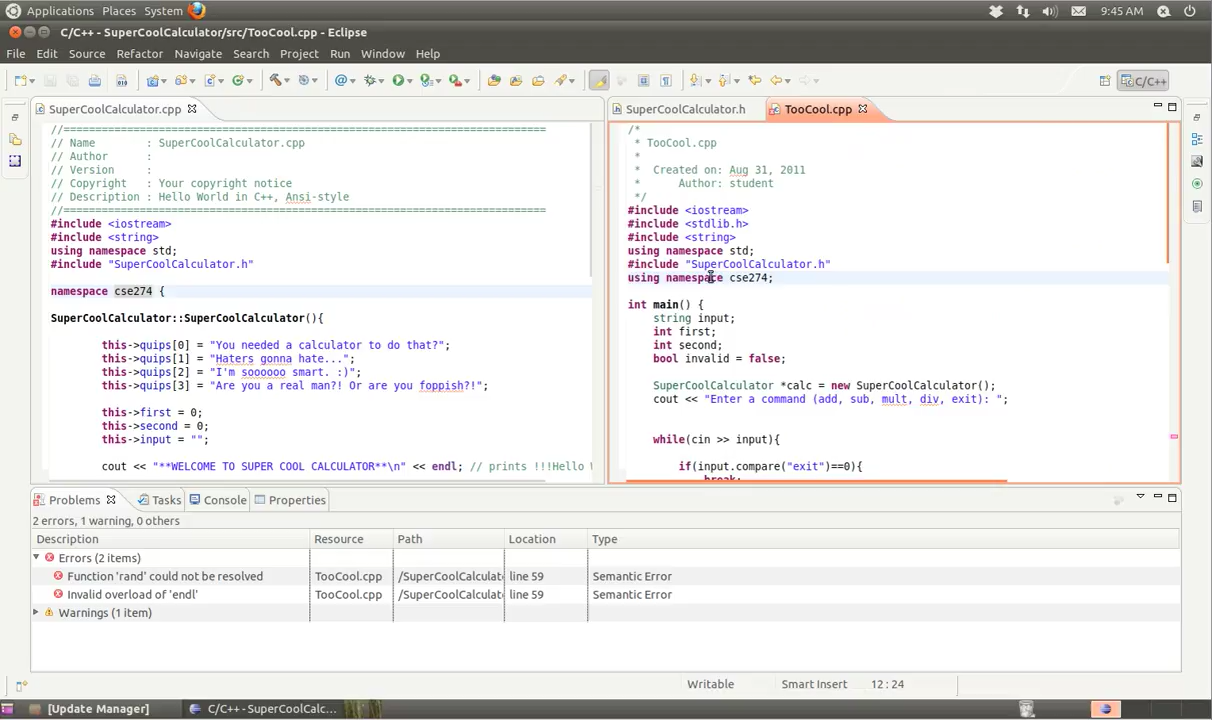 Applications Places System 9:45 AM
C/C++ - SuperCoolCalculator/src/TooCool.cpp - Eclipse
File Edit Source Refactor Navigate Search Project Run Window Help
C/C++
SuperCoolCalculator.cpp
//===========================================================================
// Name : SuperCoolCalculator.cpp
// Author :
// Version :
// Copyright : Your copyright notice
// Description : Hello World in C++, Ansi-style
//===========================================================================
#include <iostream>
#include <string>
using namespace std;
#include "SuperCoolCalculator.h"
namespace cse274 {
SuperCoolCalculator::SuperCoolCalculator(){
this->quips[0] = "You needed a calculator to do that?";
this->quips[1] = "Haters gonna hate...";
this->quips[2] = "I'm soooooo smart. :)";
this->quips[3] = "Are you a real man?! Or are you foppish?!";
this->first = 0;
this->second = 0;
this->input = "";
cout << "**WELCOME TO SUPER COOL CALCULATOR**\n" << endl; // prints !!!Hello
SuperCoolCalculator.h TooCool.cpp
/*
* TooCool.cpp
*
* Created on: Aug 31, 2011
* Author: student
*/
#include <iostream>
#include <stdlib.h>
#include <string>
using namespace std;
#include "SuperCoolCalculator.h"
using namespace cse274;
int main() {
string input;
int first;
int second;
bool invalid = false;
SuperCoolCalculator *calc = new SuperCoolCalculator();
cout << "Enter a command (add, sub, mult, div, exit): ";
while(cin >> input){
if(input.compare("exit")==0){
break;
Problems Tasks Console Properties
2 errors, 1 warning, 0 others
Description Resource Path Location Type
Errors (2 items)
Function 'rand' could not be resolved TooCool.cpp /SuperCoolCalculat line 59 Semantic Error
Invalid overload of 'endl' TooCool.cpp /SuperCoolCalculat line 59 Semantic Error
Warnings (1 item)
Writable Smart Insert 12 : 24
[Update Manager] C/C++ - SuperCoolCalc...